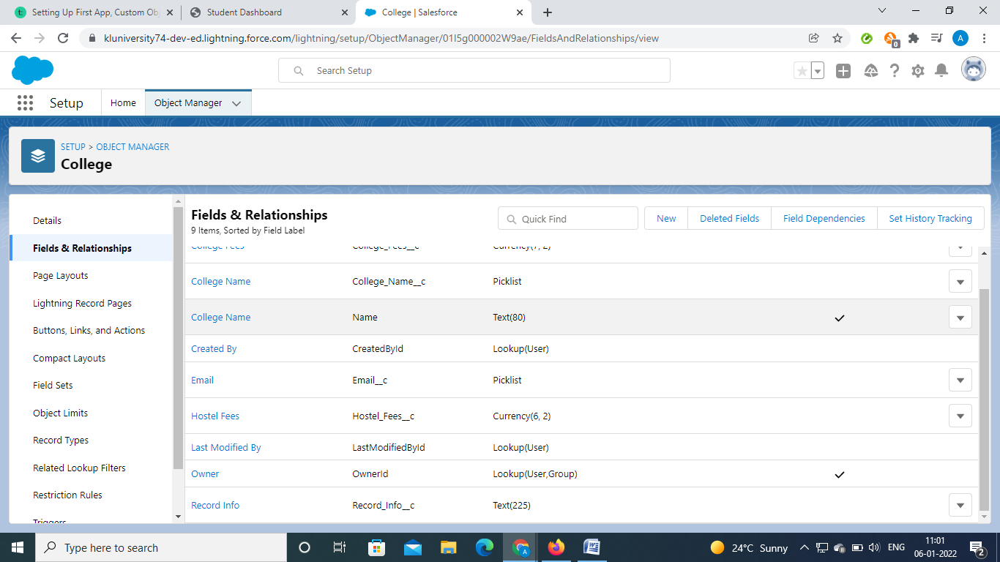 Setting Up First App, Custom Ob
Student Dashboard
College | Salesforce
kluniversity74-dev-ed.lightning.force.com/lightning/setup/ObjectManager/01I5g000002W9ae/FieldsAndRelationships/view
0
A
Search Setup
Setup
Home
Object Manager
SETUP > OBJECT MANAGER
College
Details
Fields & Relationships
Page Layouts
Lightning Record Pages
Buttons, Links, and Actions
Compact Layouts
Field Sets
Object Limits
Record Types
Related Lookup Filters
Restriction Rules
Triggers
Fields & Relationships
9 Items, Sorted by Field Label
Quick Find
New
Deleted Fields
Field Dependencies
Set History Tracking
College Fees College_Fees__c Currency(7, 2)
College Name College_Name__c Picklist
College Name Name Text(80)
Created By CreatedById Lookup(User)
Email Email__c Picklist
Hostel Fees Hostel_Fees__c Currency(6, 2)
Last Modified By LastModifiedById Lookup(User)
Owner OwnerId Lookup(User,Group)
Record Info Record_Info__c Text(225)
Type here to search
A
24°C Sunny
ENG
11:01
06-01-2022
2